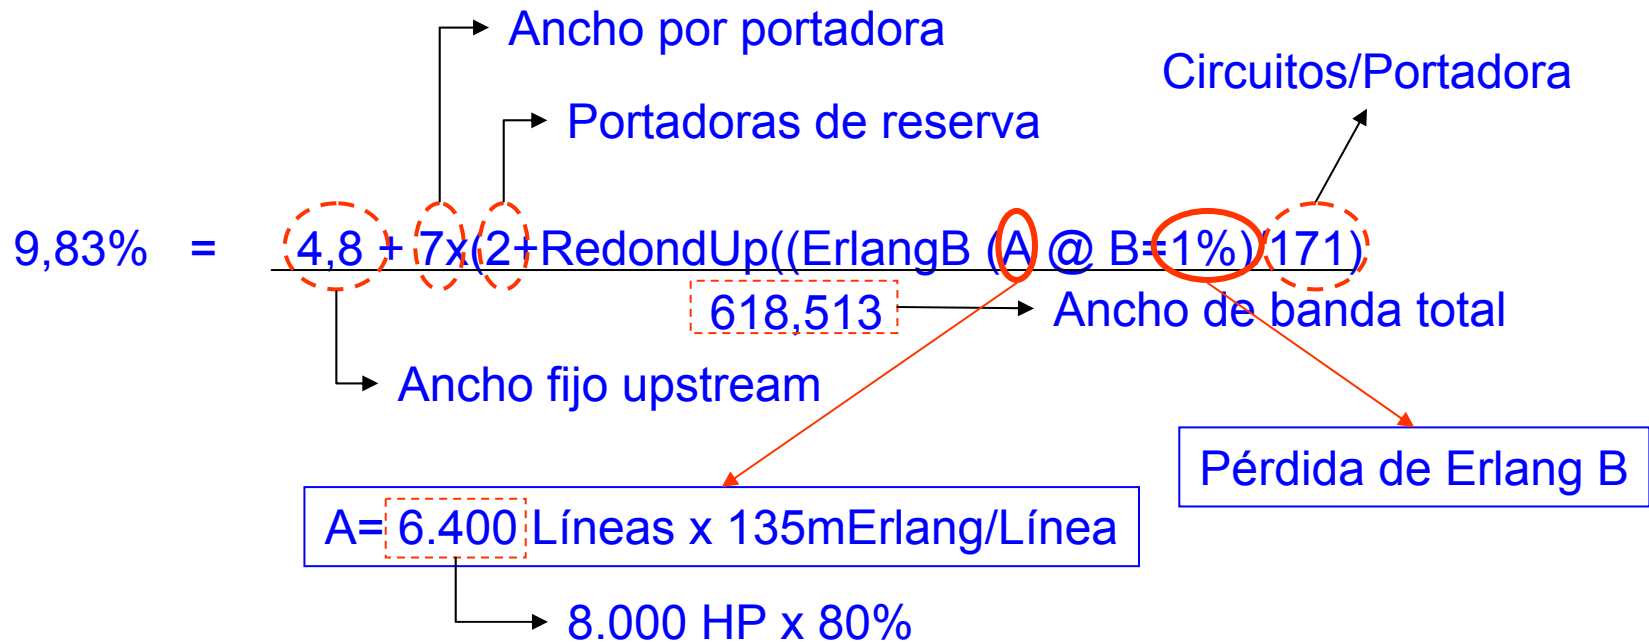 Ancho por portadora
Circuitos/Portadora
Portadoras de reserva
9,83% = 4,8 + 7x(2+RedondUp((ErlangB (A @ B=1%)/171)
618,513
Ancho de banda total
Ancho fijo upstream
Pérdida de Erlang B
A= 6.400 Líneas x 135mErlang/Línea
8.000 HP x 80%